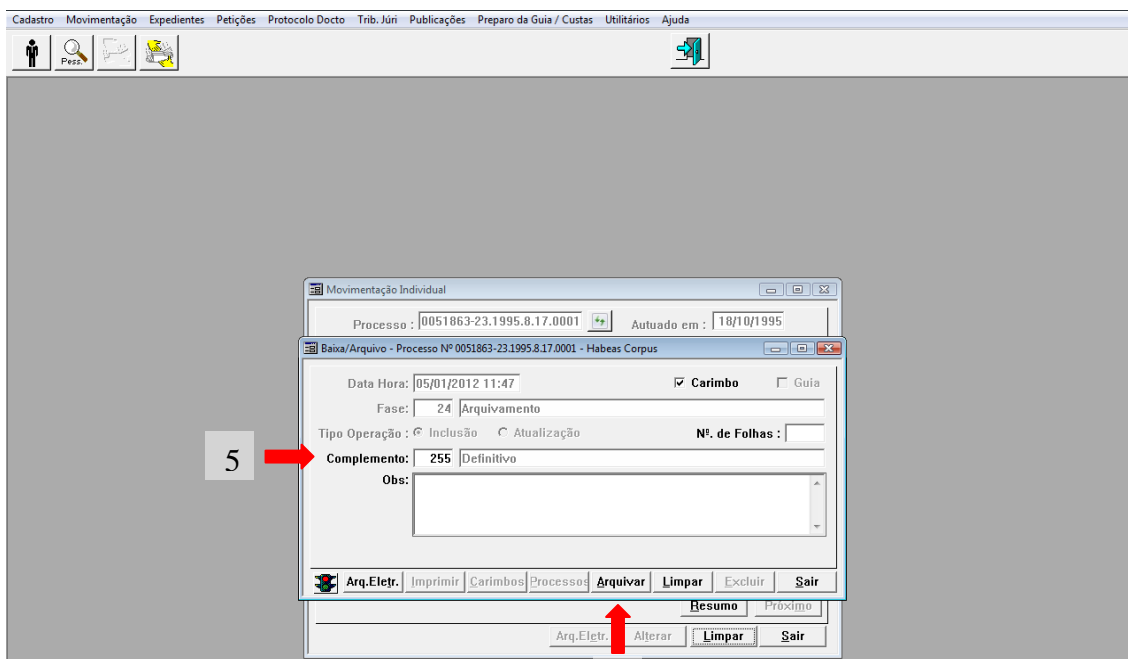 Cadastro Movimentação Expedientes Petições Protocolo Docto Trib. Júri Publicações Preparo da Guia / Custas Utilitários Ajuda
Pess.
Movimentação Individual
Processo : 0051863-23.1995.8.17.0001 Autuado em : 18/10/1995
Baixa/Arquivo - Processo Nº 0051863-23.1995.8.17.0001 - Habeas Corpus
Data Hora: 05/01/2012 11:47 Carimbo Guia
Fase: 24 Arquivamento
Tipo Operação : Inclusão Atualização Nº. de Folhas :
5 Complemento: 255 Definitivo
Obs:
Arq.Eletr. Imprimir Carimbos Processos Arquivar Limpar Excluir Sair
Resumo Próximo
Arq.Eletr. Alterar Limpar Sair